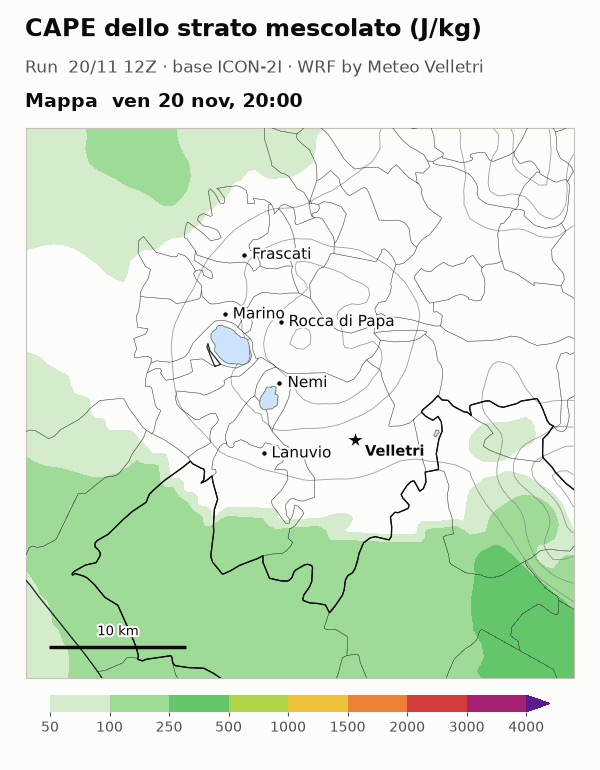 CAPE dello strato mescolato (J/kg)
Run  20/11 12Z · base ICON-2I · WRF by Meteo Velletri
Mappa  ven 20 nov, 20:00
Frascati
Marino
Rocca di Papa
Nemi
Velletri
Lanuvio
10 km
50 100 250 500 1000 1500 2000 3000 4000